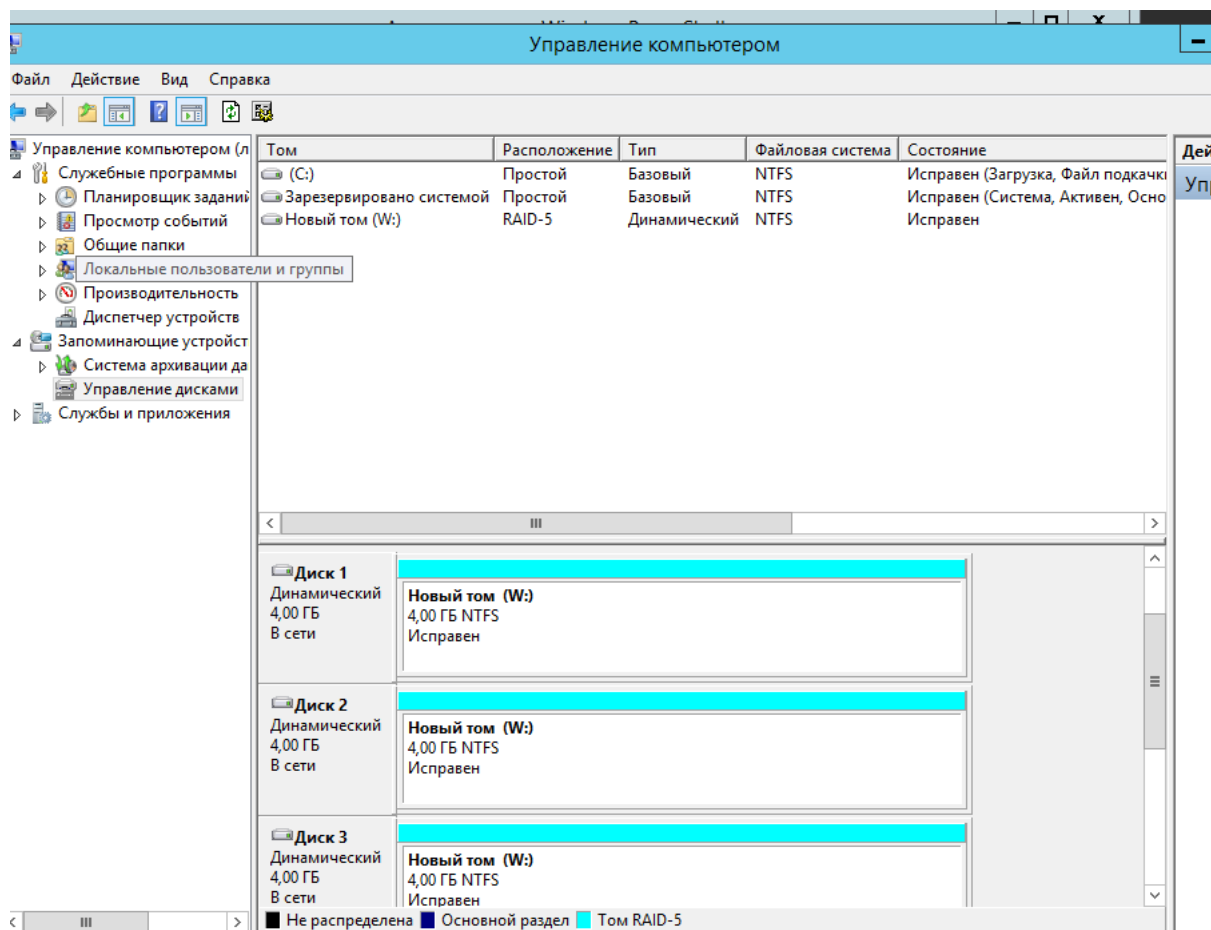 Управление компьютером
Файл Действие Вид Справка
Управление компьютером (л
Служебные программы
Планировщик заданий
Просмотр событий
Общие папки
Локальные пользователи и группы
Производительность
Диспетчер устройств
Запоминающие устройст
Система архивации да
Управление дисками
Службы и приложения
Том Расположение Тип Файловая система Состояние
(C:) Простой Базовый NTFS Исправен (Загрузка, Файл подкачки
Зарезервировано системой Простой Базовый NTFS Исправен (Система, Активен, Осно
Новый том (W:) RAID-5 Динамический NTFS Исправен
Дей
Уп
Диск 1
Динамический
4,00 ГБ
В сети
Новый том (W:)
4,00 ГБ NTFS
Исправен
Диск 2
Динамический
4,00 ГБ
В сети
Новый том (W:)
4,00 ГБ NTFS
Исправен
Диск 3
Динамический
4,00 ГБ
В сети
Новый том (W:)
4,00 ГБ NTFS
Исправен
Не распределена Основной раздел Том RAID-5